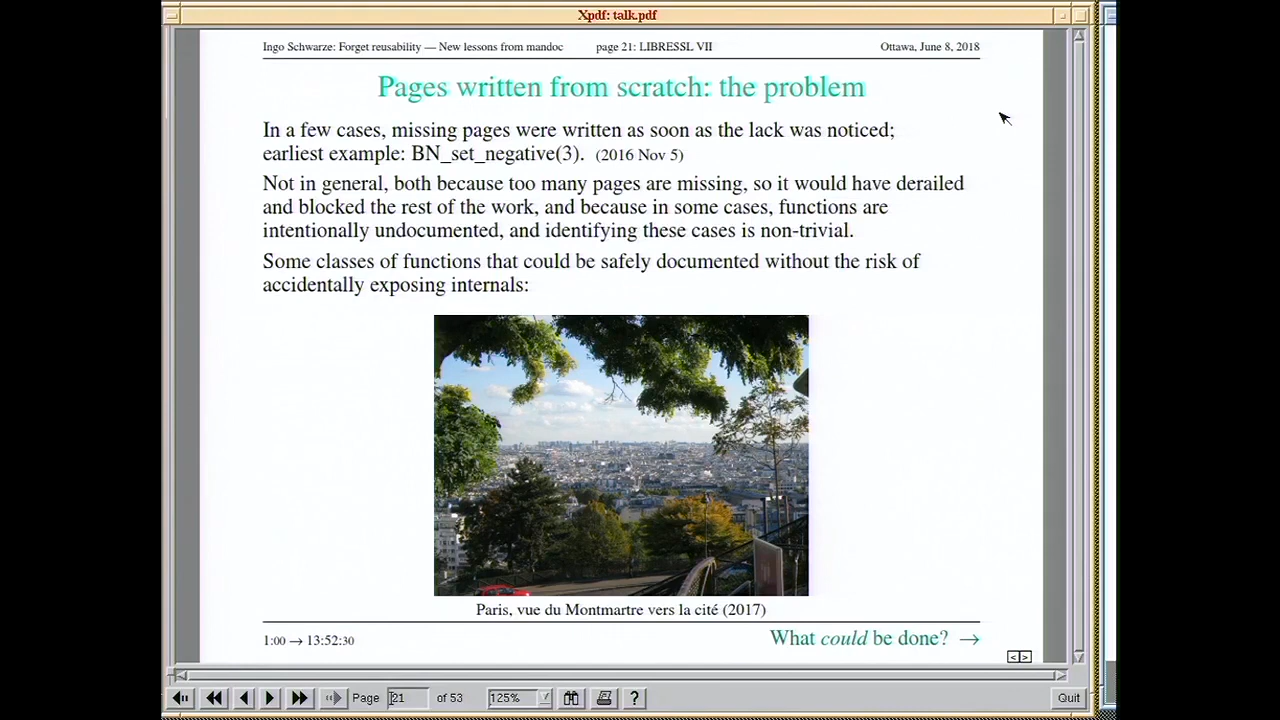 Xpdf: talk.pdf
Ingo Schwarze: Forget reusability — New lessons from mandoc page 21: LIBRESSL VII Ottawa, June 8, 2018
Pages written from scratch: the problem
In a few cases, missing pages were written as soon as the lack was noticed;
earliest example: BN_set_negative(3). (2016 Nov 5)
Not in general, both because too many pages are missing, so it would have derailed
and blocked the rest of the work, and because in some cases, functions are
intentionally undocumented, and identifying these cases is non-trivial.
Some classes of functions that could be safely documented without the risk of
accidentally exposing internals:
Paris, vue du Montmartre vers la cité (2017)
1:00 → 13:52:30 What could be done? →
Page 21 of 53 125% ? Quit